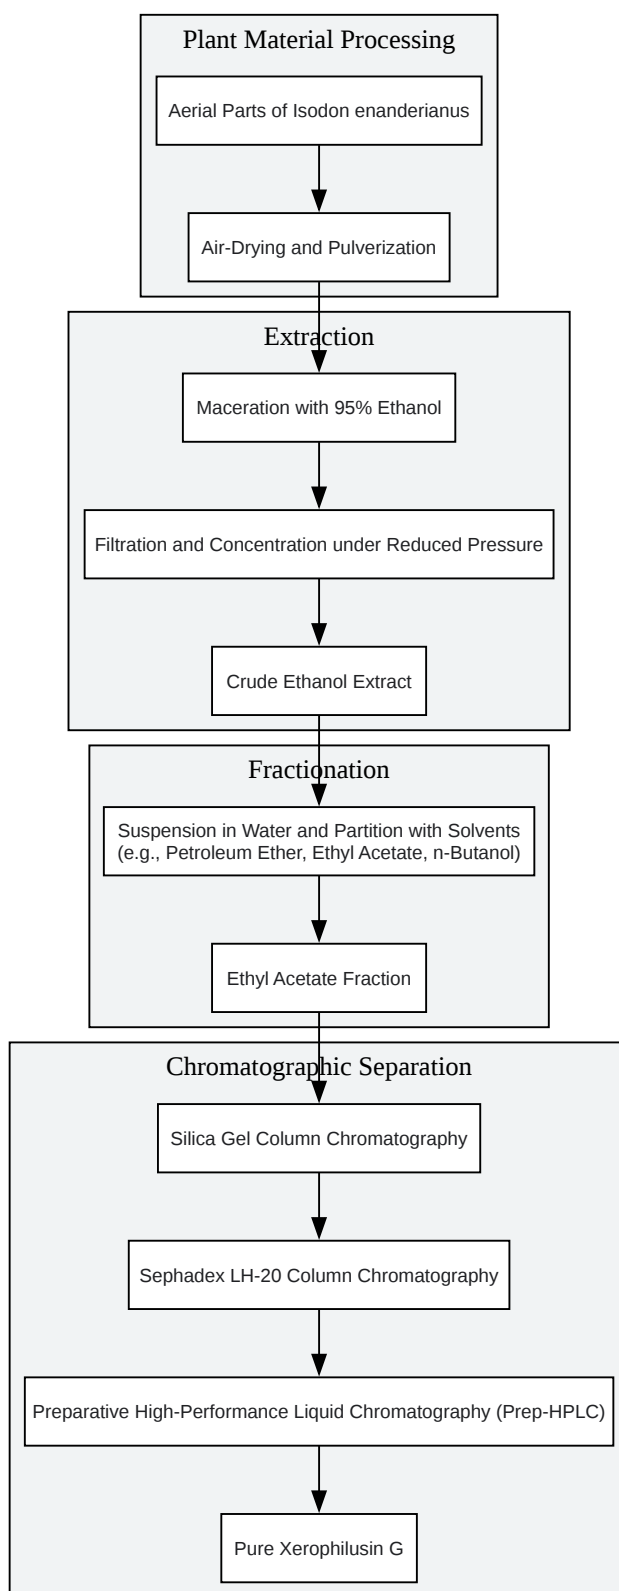 Plant Material Processing
Aerial Parts of Isodon enanderianus
Air-Drying and Pulverization
Extraction
Maceration with 95% Ethanol
Filtration and Concentration under Reduced Pressure
Crude Ethanol Extract
Fractionation
Suspension in Water and Partition with Solvents
(e.g., Petroleum Ether, Ethyl Acetate, n-Butanol)
Ethyl Acetate Fraction
Chromatographic Separation
Silica Gel Column Chromatography
Sephadex LH-20 Column Chromatography
Preparative High-Performance Liquid Chromatography (Prep-HPLC)
Pure Xerophilusin G